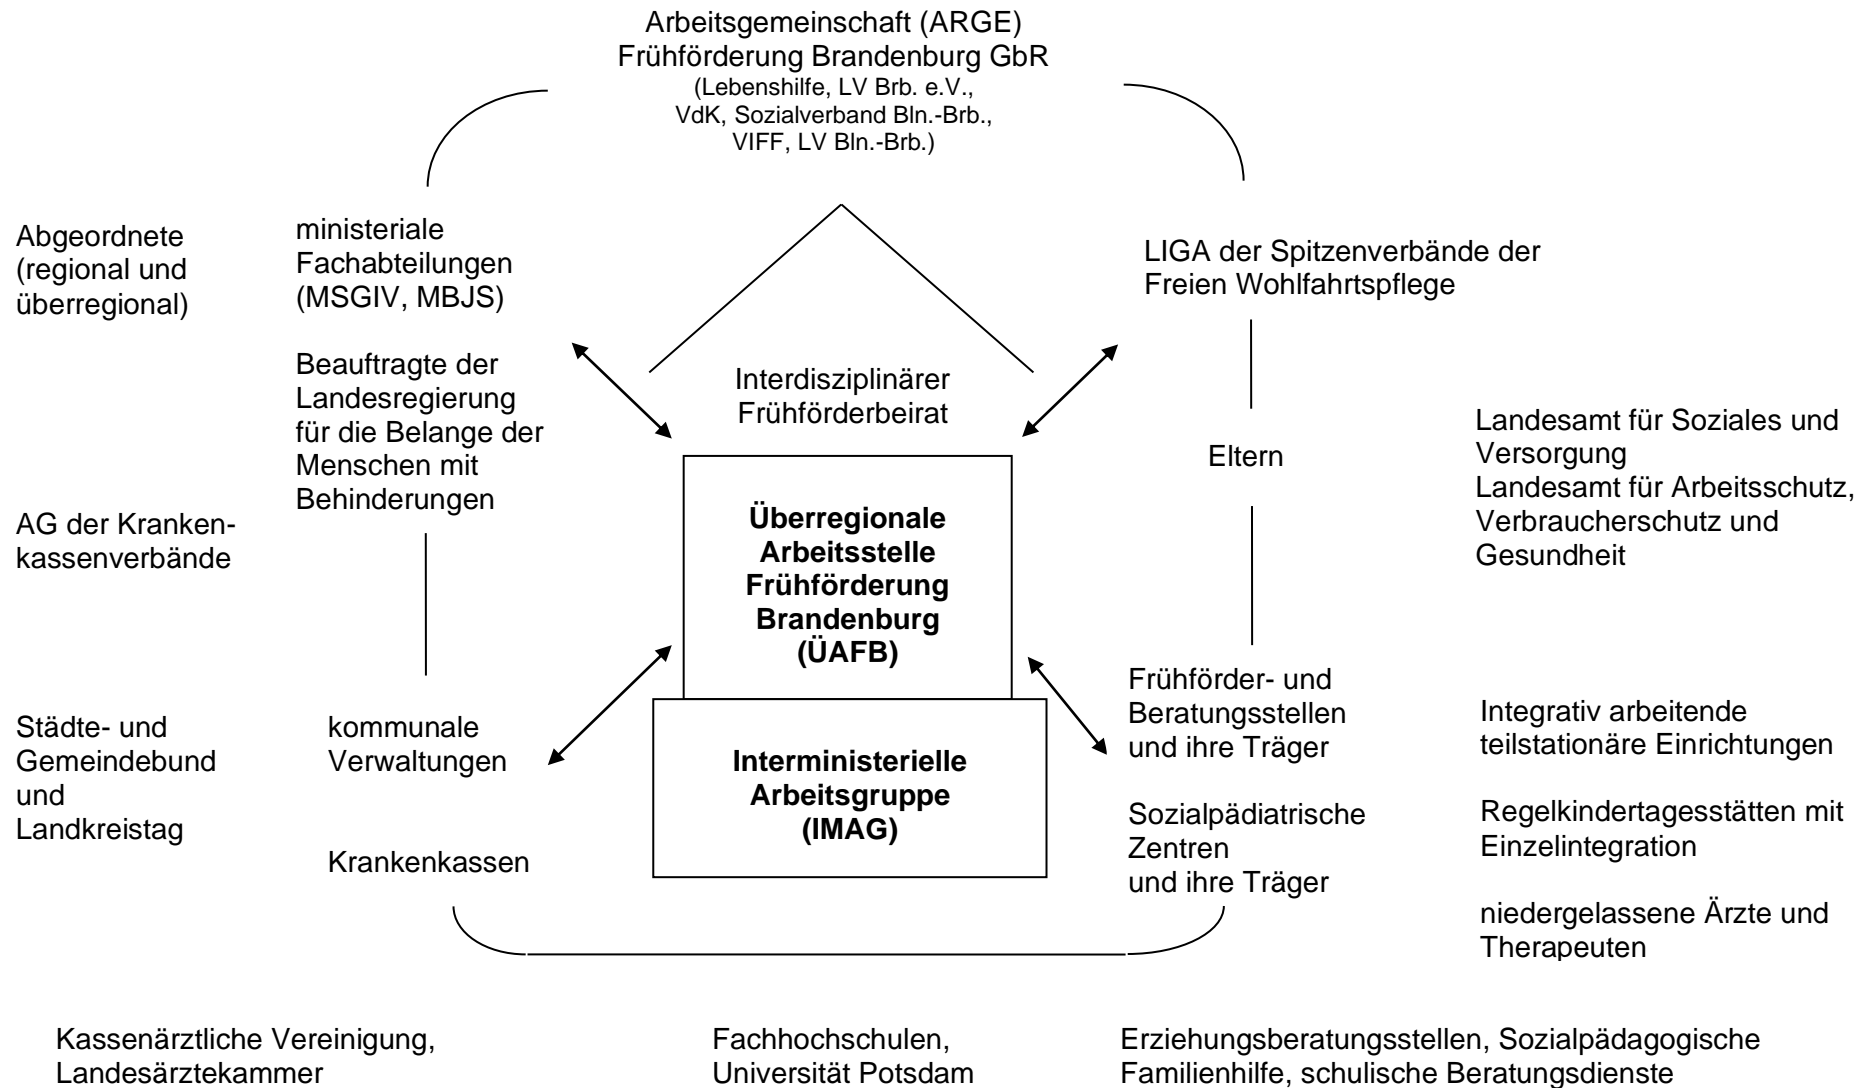 Arbeitsgemeinschaft (ARGE)
Frühförderung Brandenburg GbR
(Lebenshilfe, LV Brb. e.V.,
VdK, Sozialverband Bln.-Brb.,
VIFF, LV Bln.-Brb.)
Abgeordnete
(regional und
überregional)
ministeriale
Fachabteilungen
(MSGIV, MBJS)
LIGA der Spitzenverbände der
Freien Wohlfahrtspflege
Beauftragte der
Landesregierung
für die Belange der
Menschen mit
Behinderungen
Interdisziplinärer
Frühförderbeirat
Eltern
Landesamt für Soziales und
Versorgung
Landesamt für Arbeitsschutz,
Verbraucherschutz und
Gesundheit
AG der Kranken-
kassenverbände
Überregionale
Arbeitsstelle
Frühförderung
Brandenburg
(ÜAFB)
Städte- und
Gemeindebund
und
Landkreistag
kommunale
Verwaltungen
Krankenkassen
Interministerielle
Arbeitsgruppe
(IMAG)
Frühförder- und
Beratungsstellen
und ihre Träger
Sozialpädiatrische
Zentren
und ihre Träger
Integrativ arbeitende
teilstationäre Einrichtungen
Regelkindertagesstätten mit
Einzelintegration
niedergelassene Ärzte und
Therapeuten
Kassenärztliche Vereinigung,
Landesärztekammer
Fachhochschulen,
Universität Potsdam
Erziehungsberatungsstellen, Sozialpädagogische
Familienhilfe, schulische Beratungsdienste